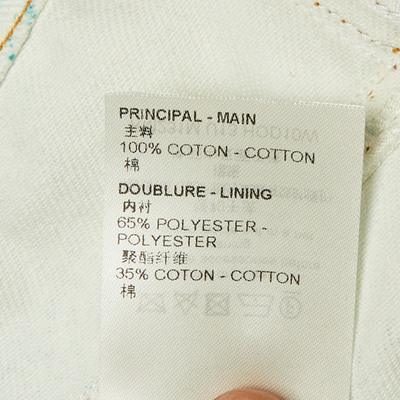 PRINCIPAL - MAIN
主料
100% COTON - COTTON
棉
DOUBLURE - LINING
内衬
65% POLYESTER -
POLYESTER
聚酯纤维
35% COTON - COTTON
棉